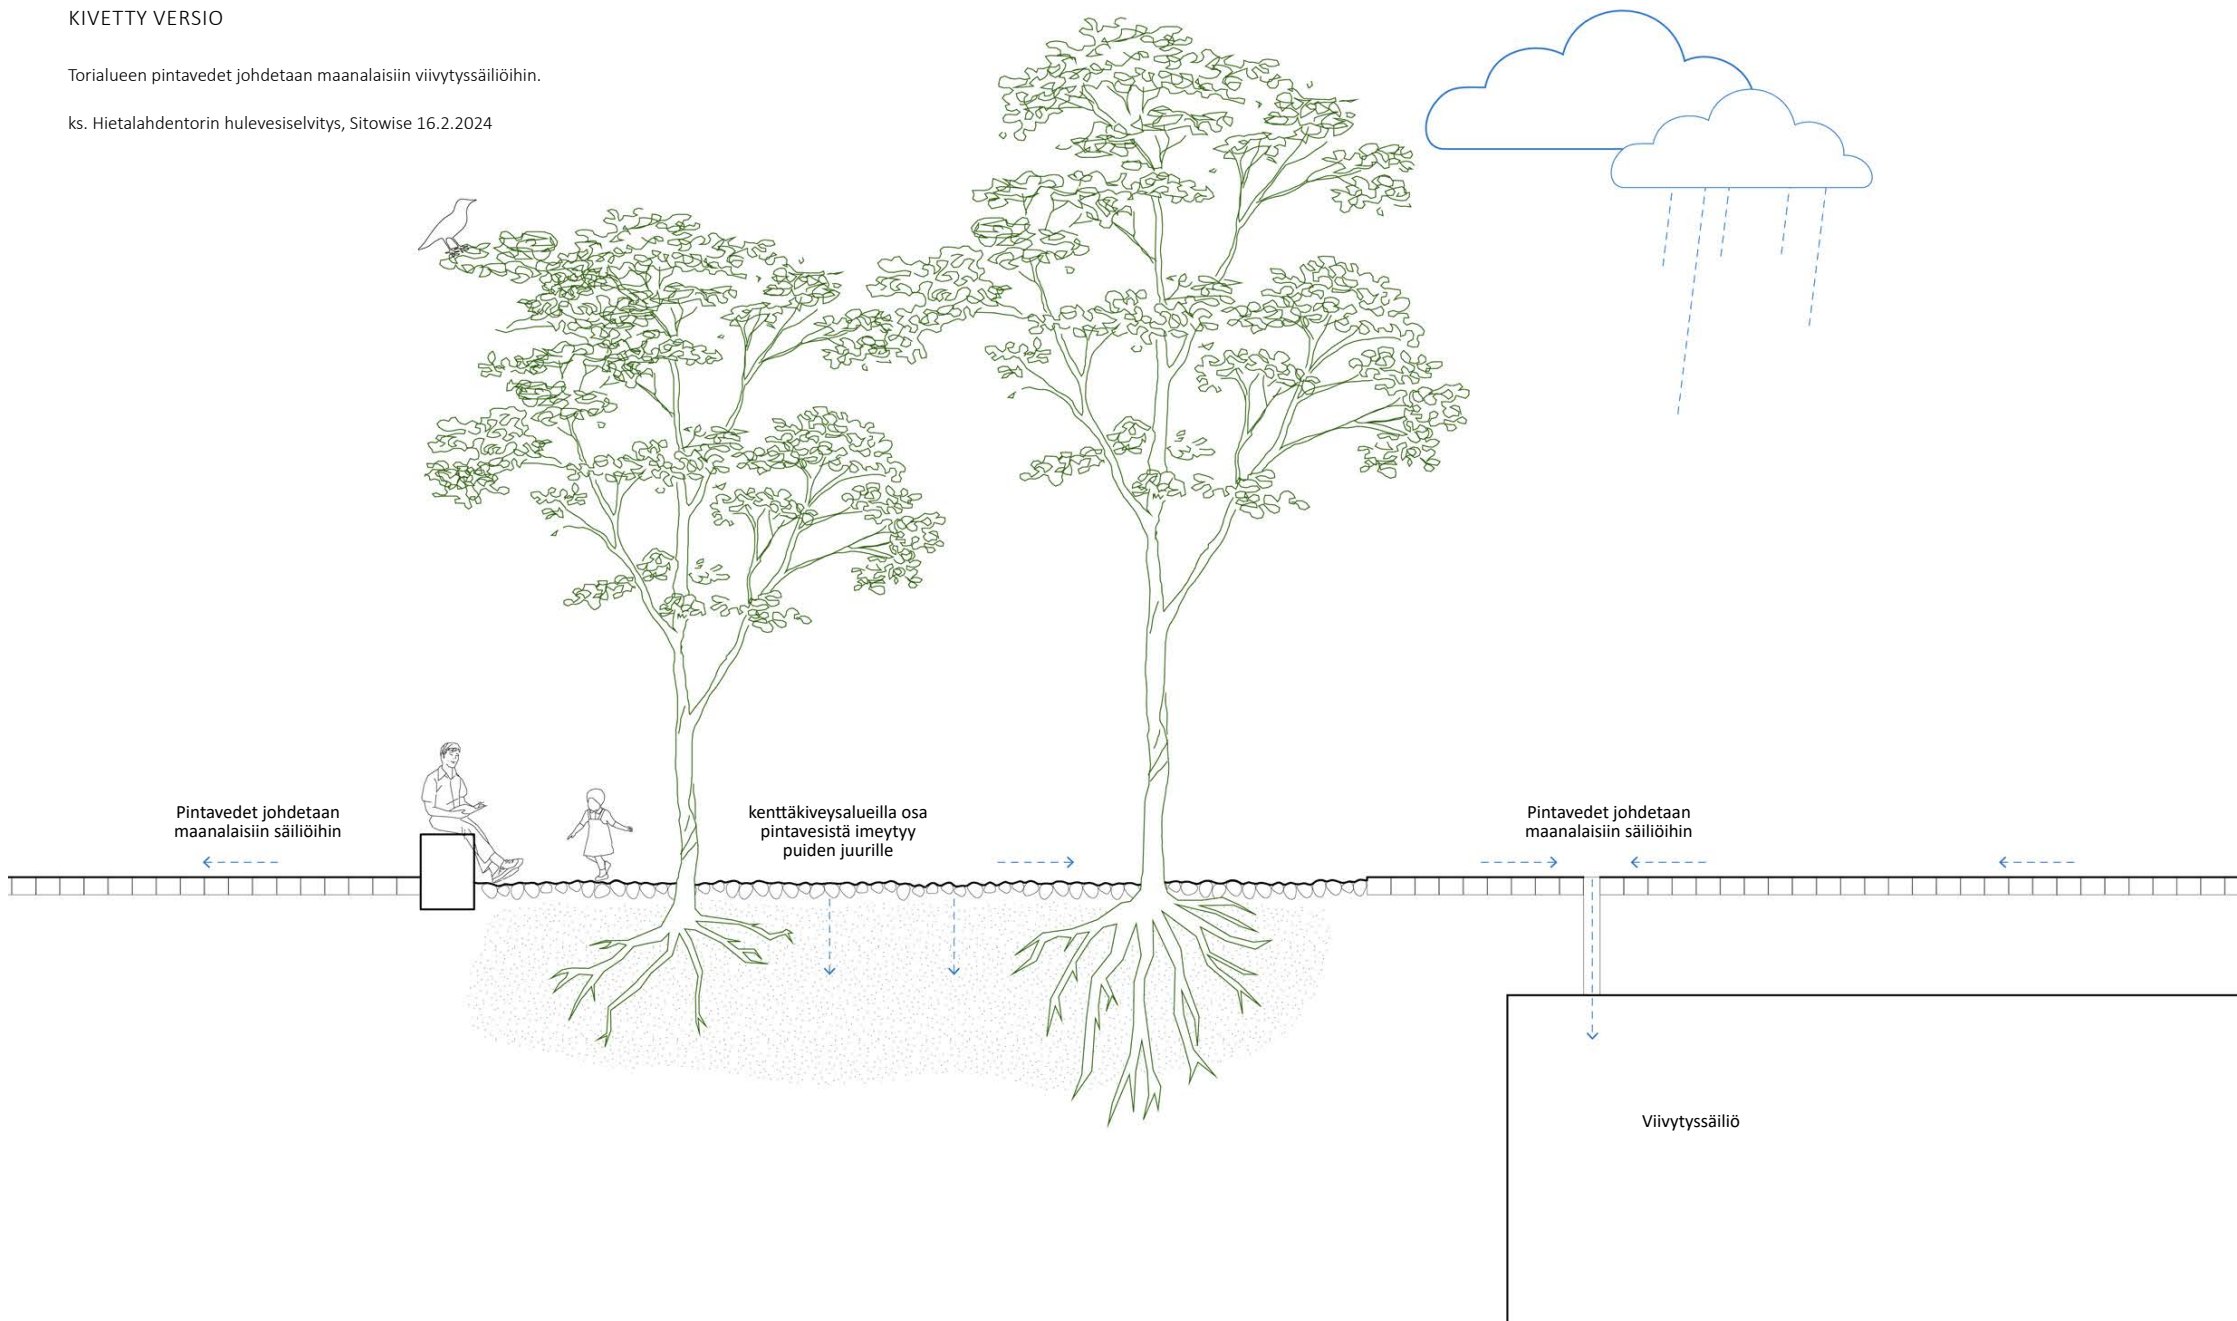 KIVETTY VERSIO
Torialueen pintavedet johdetaan maanalaisiin viivytyssäiliöihin.
ks. Hietalahdentorin hulevesiselvitys, Sitowise 16.2.2024
Pintavedet johdetaan
maanalaisiin säiliöihin
kenttäkiveysalueilla osa
pintavesistä imeytyy
puiden juurille
Pintavedet johdetaan
maanalaisiin säiliöihin
Viivytyssäiliö